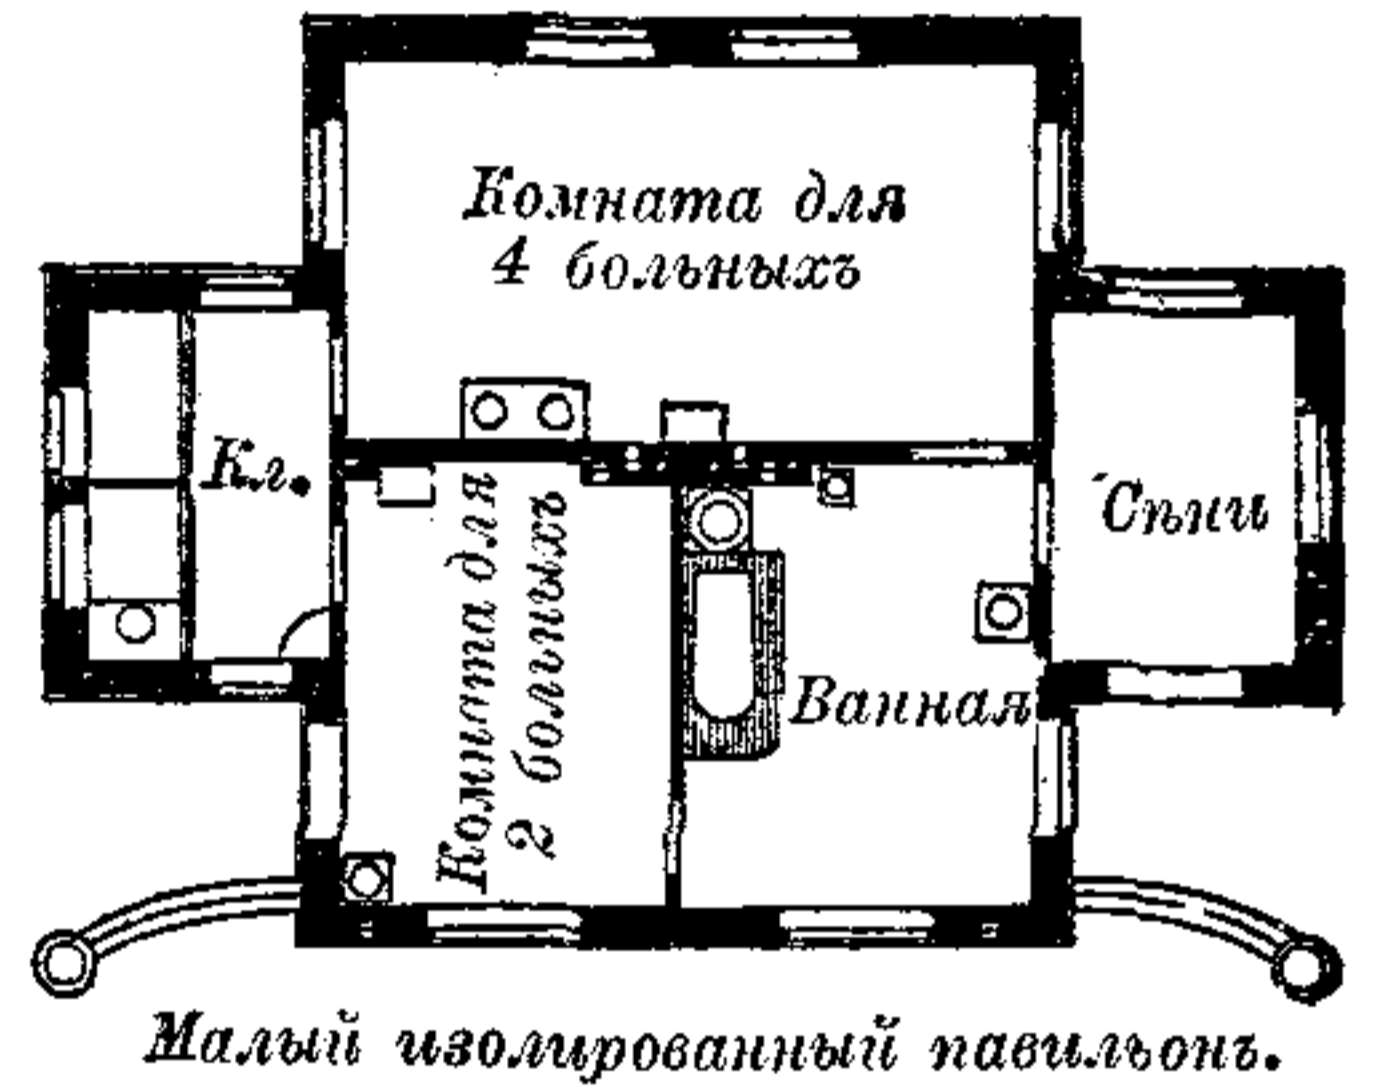 Комната для
4 больныхъ
Кл.
Комната для
2 больныхъ
Сѣни
Ванная
Малый изолированный павильонъ.